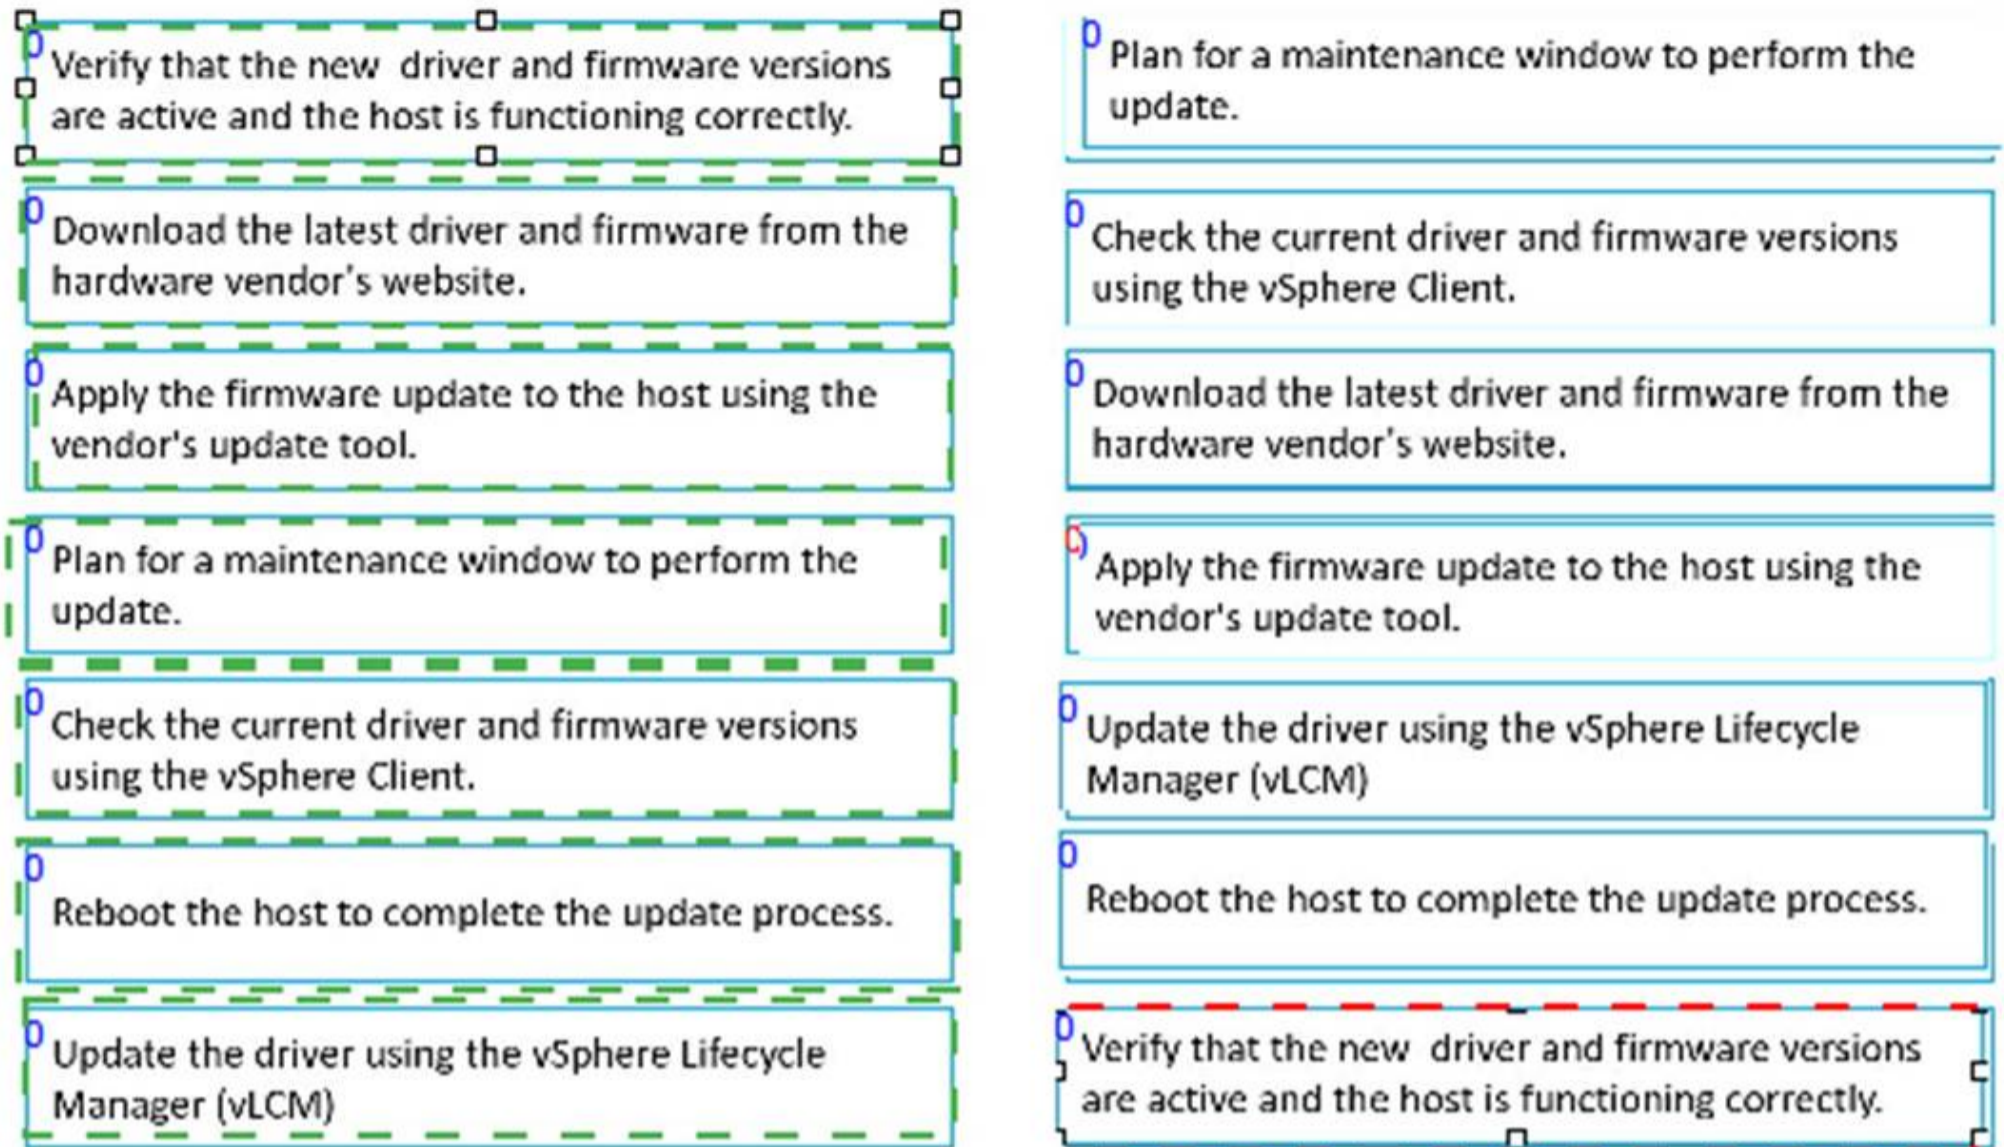 Verify that the new  driver and firmware versions
are active and the host is functioning correctly.
Download the latest driver and firmware from the
hardware vendor's website.
Apply the firmware update to the host using the
vendor's update tool.
Plan for a maintenance window to perform the
update.
Check the current driver and firmware versions
using the vSphere Client.
Reboot the host to complete the update process.
Update the driver using the vSphere Lifecycle
Manager (vLCM)
Plan for a maintenance window to perform the
update.
Check the current driver and firmware versions
using the vSphere Client.
Download the latest driver and firmware from the
hardware vendor's website.
Apply the firmware update to the host using the
vendor's update tool.
Update the driver using the vSphere Lifecycle
Manager (vLCM)
Reboot the host to complete the update process.
Verify that the new  driver and firmware versions
are active and the host is functioning correctly.